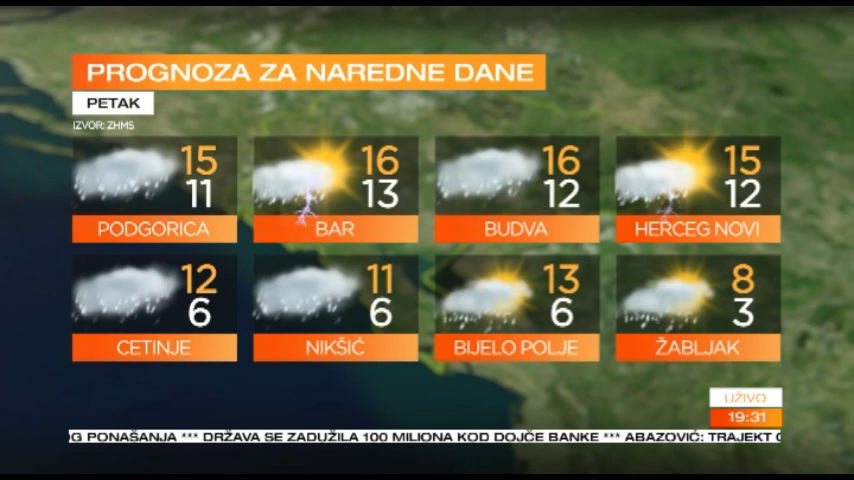 PROGNOZA ZA NAREDNE DANE
PETAK
IZVOR: ZHMS
15
11
PODGORICA
16
13
BAR
16
12
BUDVA
15
12
HERCEG NOVI
12
6
CETINJE
11
6
NIKŠIĆ
13
6
BIJELO POLJE
8
3
ŽABLJAK
UŽIVO
19:31
PONAŠANJA *** DRŽAVA SE ZADUŽILA 100 MILIONA KOD DOJČE BANKE *** ABAZOVIĆ: TRAJEKT